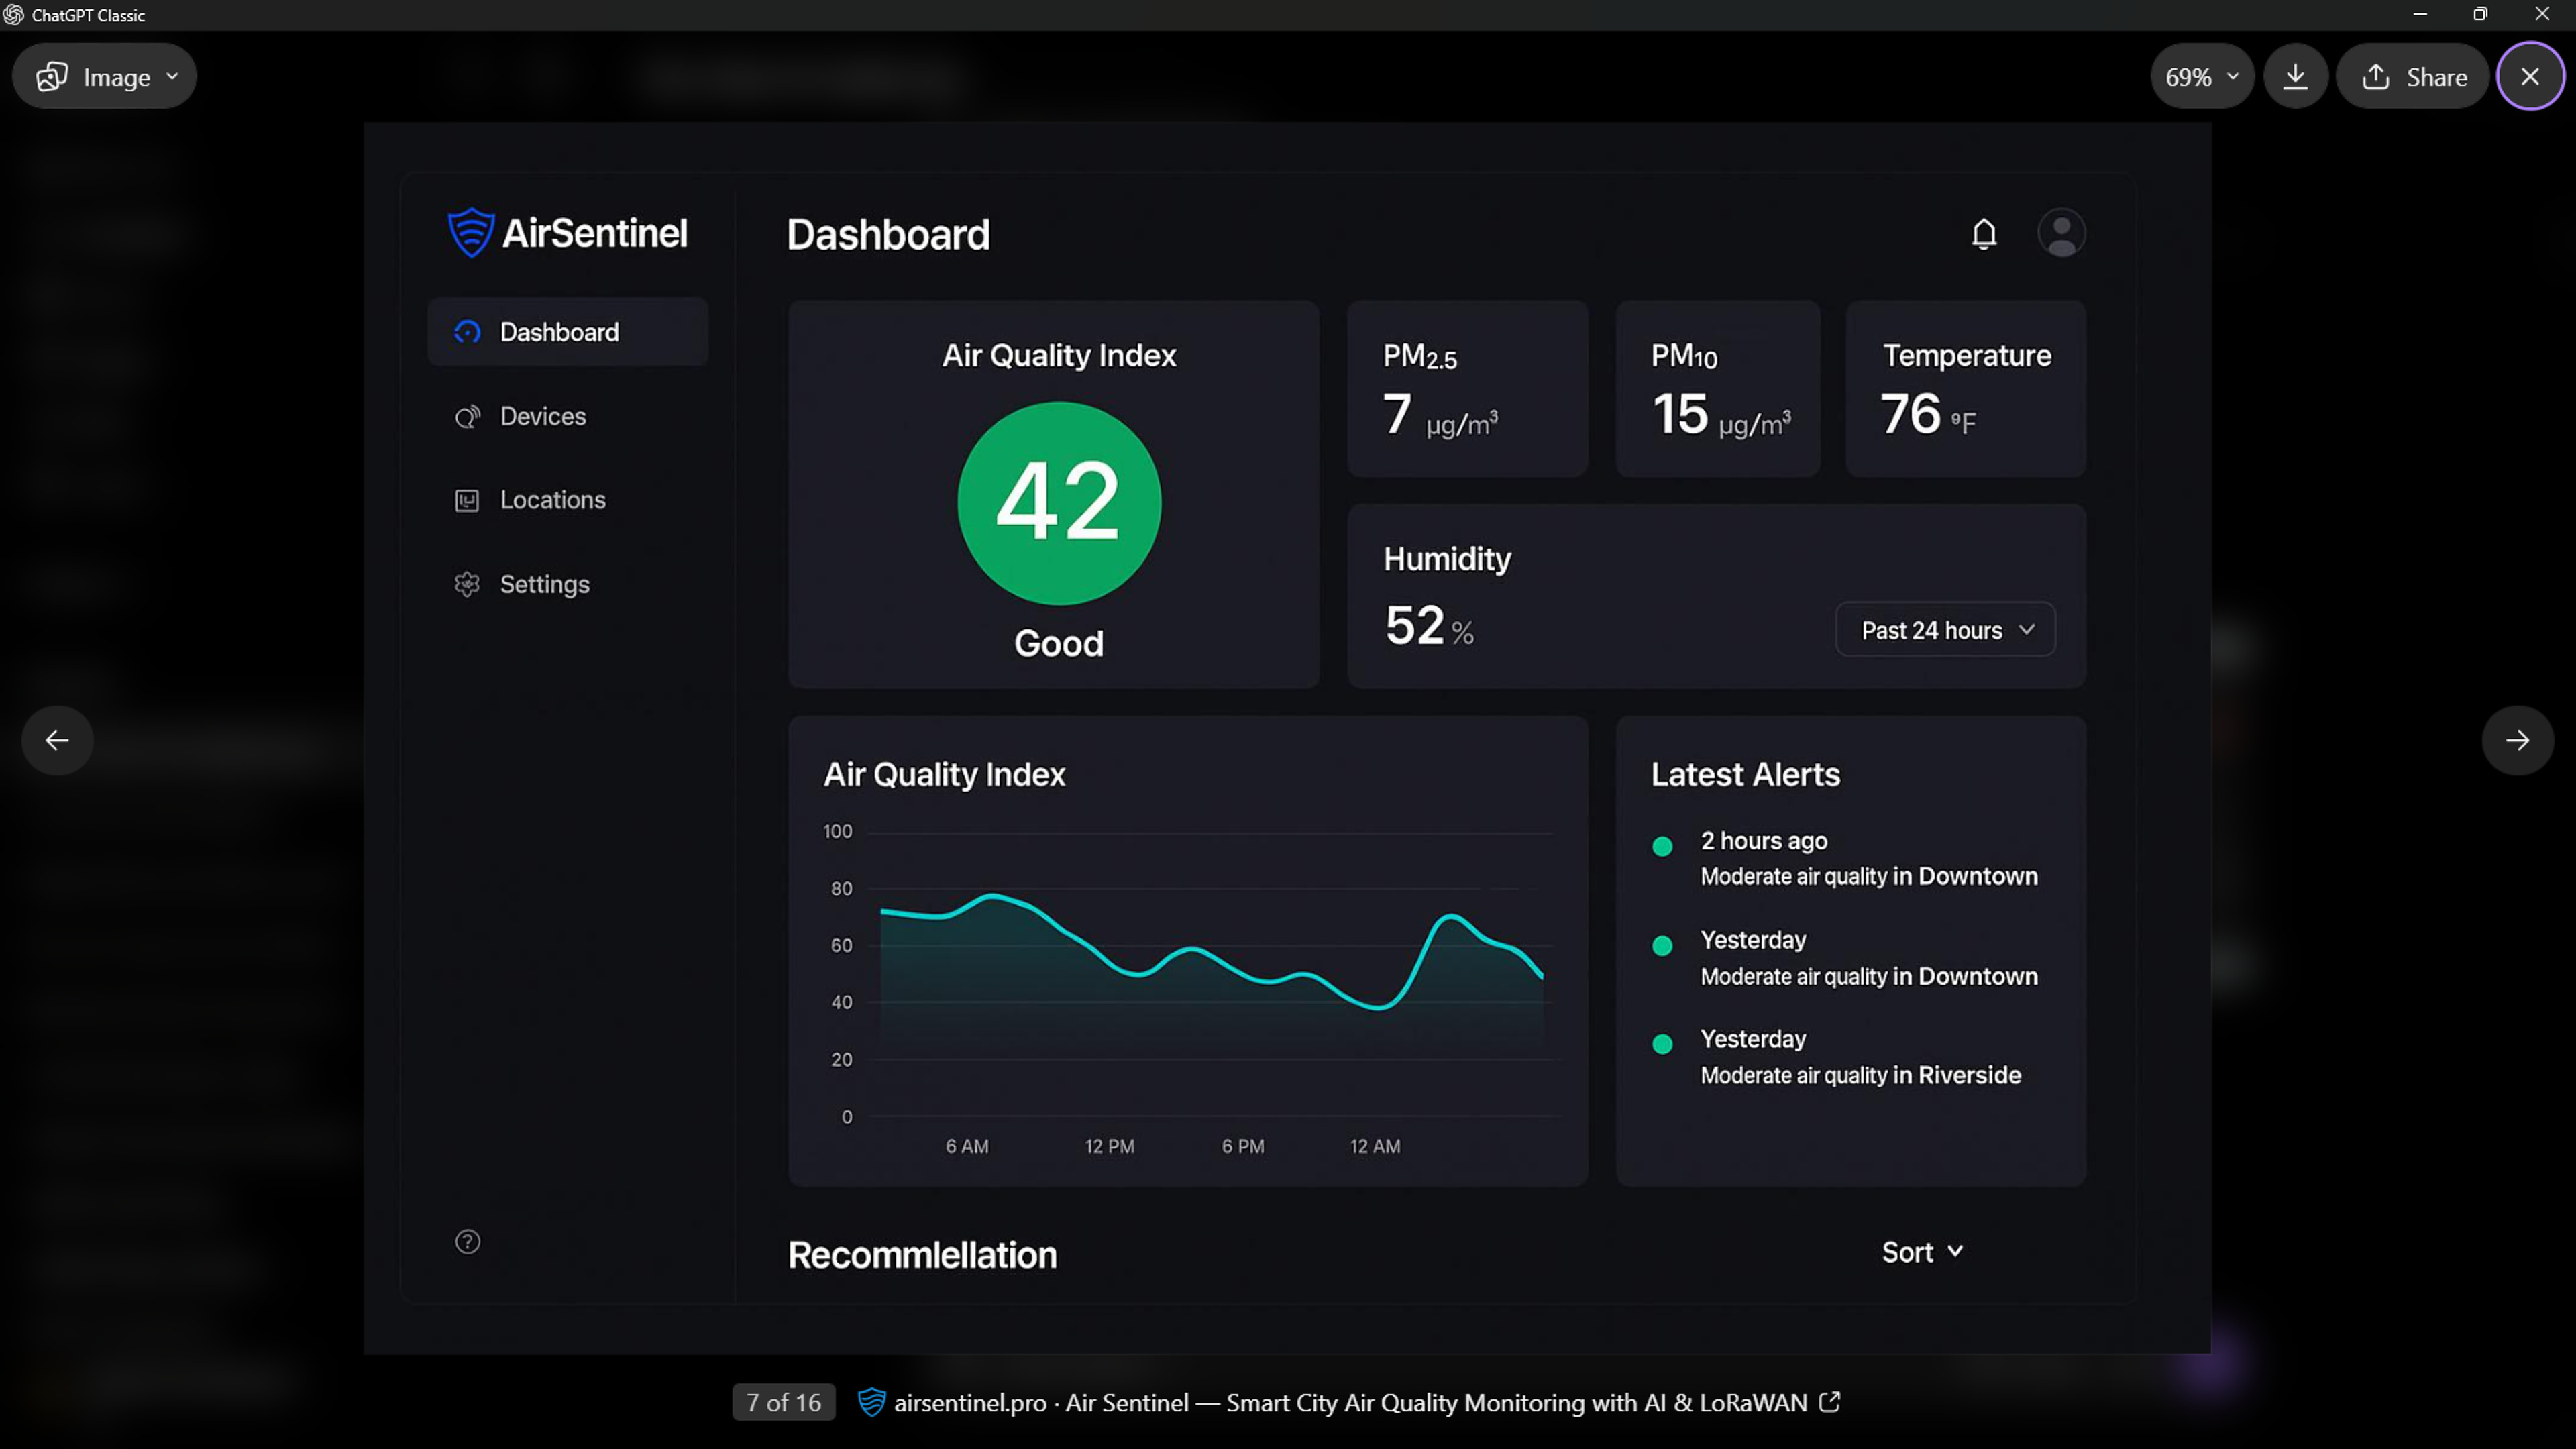 ChatGPT Classic
Image
69%
Share
AirSentinel
Dashboard
Devices
Locations
Settings
Dashboard
Air Quality Index
42
Good
PM2.5
7 µg/m³
PM10
15 µg/m³
Temperature
76 °F
Humidity
52 %
Past 24 hours
Air Quality Index
100
80
60
40
20
0
6 AM 12 PM 6 PM 12 AM
Latest Alerts
2 hours ago
Moderate air quality in Downtown
Yesterday
Moderate air quality in Downtown
Yesterday
Moderate air quality in Riverside
?
Recommlellation
Sort
7 of 16 airsentinel.pro · Air Sentinel — Smart City Air Quality Monitoring with AI & LoRaWAN